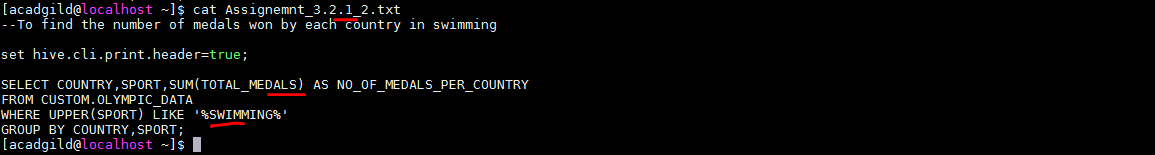 [acadgild@localhost ~]$ cat Assignemnt_3.2.1_2.txt
--To find the number of medals won by each country in swimming
set hive.cli.print.header=true;
SELECT COUNTRY,SPORT,SUM(TOTAL_MEDALS) AS NO_OF_MEDALS_PER_COUNTRY
FROM CUSTOM.OLYMPIC_DATA
WHERE UPPER(SPORT) LIKE '%SWIMMING%'
GROUP BY COUNTRY,SPORT;
[acadgild@localhost ~]$